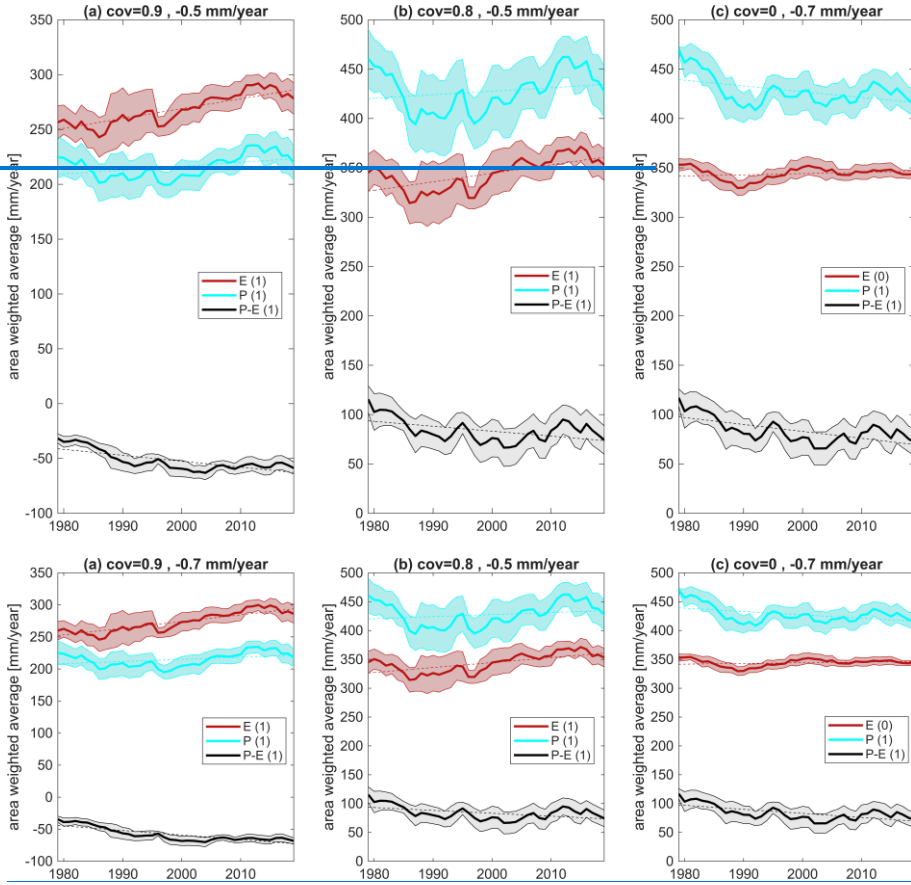 (a) cov=0.9 , -0.5 mm/year
(b) cov=0.8 , -0.5 mm/year
(c) cov=0 , -0.7 mm/year
area weighted average [mm/year]
350
300
250
200
150
100
50
0
-50
-100
1980 1990 2000 2010
E (1)
P (1)
P-E (1)
area weighted average [mm/year]
500
450
400
350
300
250
200
150
100
50
0
1980 1990 2000 2010
E (1)
P (1)
P-E (1)
area weighted average [mm/year]
500
450
400
350
300
250
200
150
100
50
0
1980 1990 2000 2010
E (0)
P (1)
P-E (1)
(a) cov=0.9 , -0.7 mm/year
(b) cov=0.8 , -0.5 mm/year
(c) cov=0 , -0.7 mm/year
area weighted average [mm/year]
350
300
250
200
150
100
50
0
-50
-100
1980 1990 2000 2010
E (1)
P (1)
P-E (1)
area weighted average [mm/year]
500
450
400
350
300
250
200
150
100
50
0
1980 1990 2000 2010
E (1)
P (1)
P-E (1)
area weighted average [mm/year]
500
450
400
350
300
250
200
150
100
50
0
1980 1990 2000 2010
E (0)
P (1)
P-E (1)